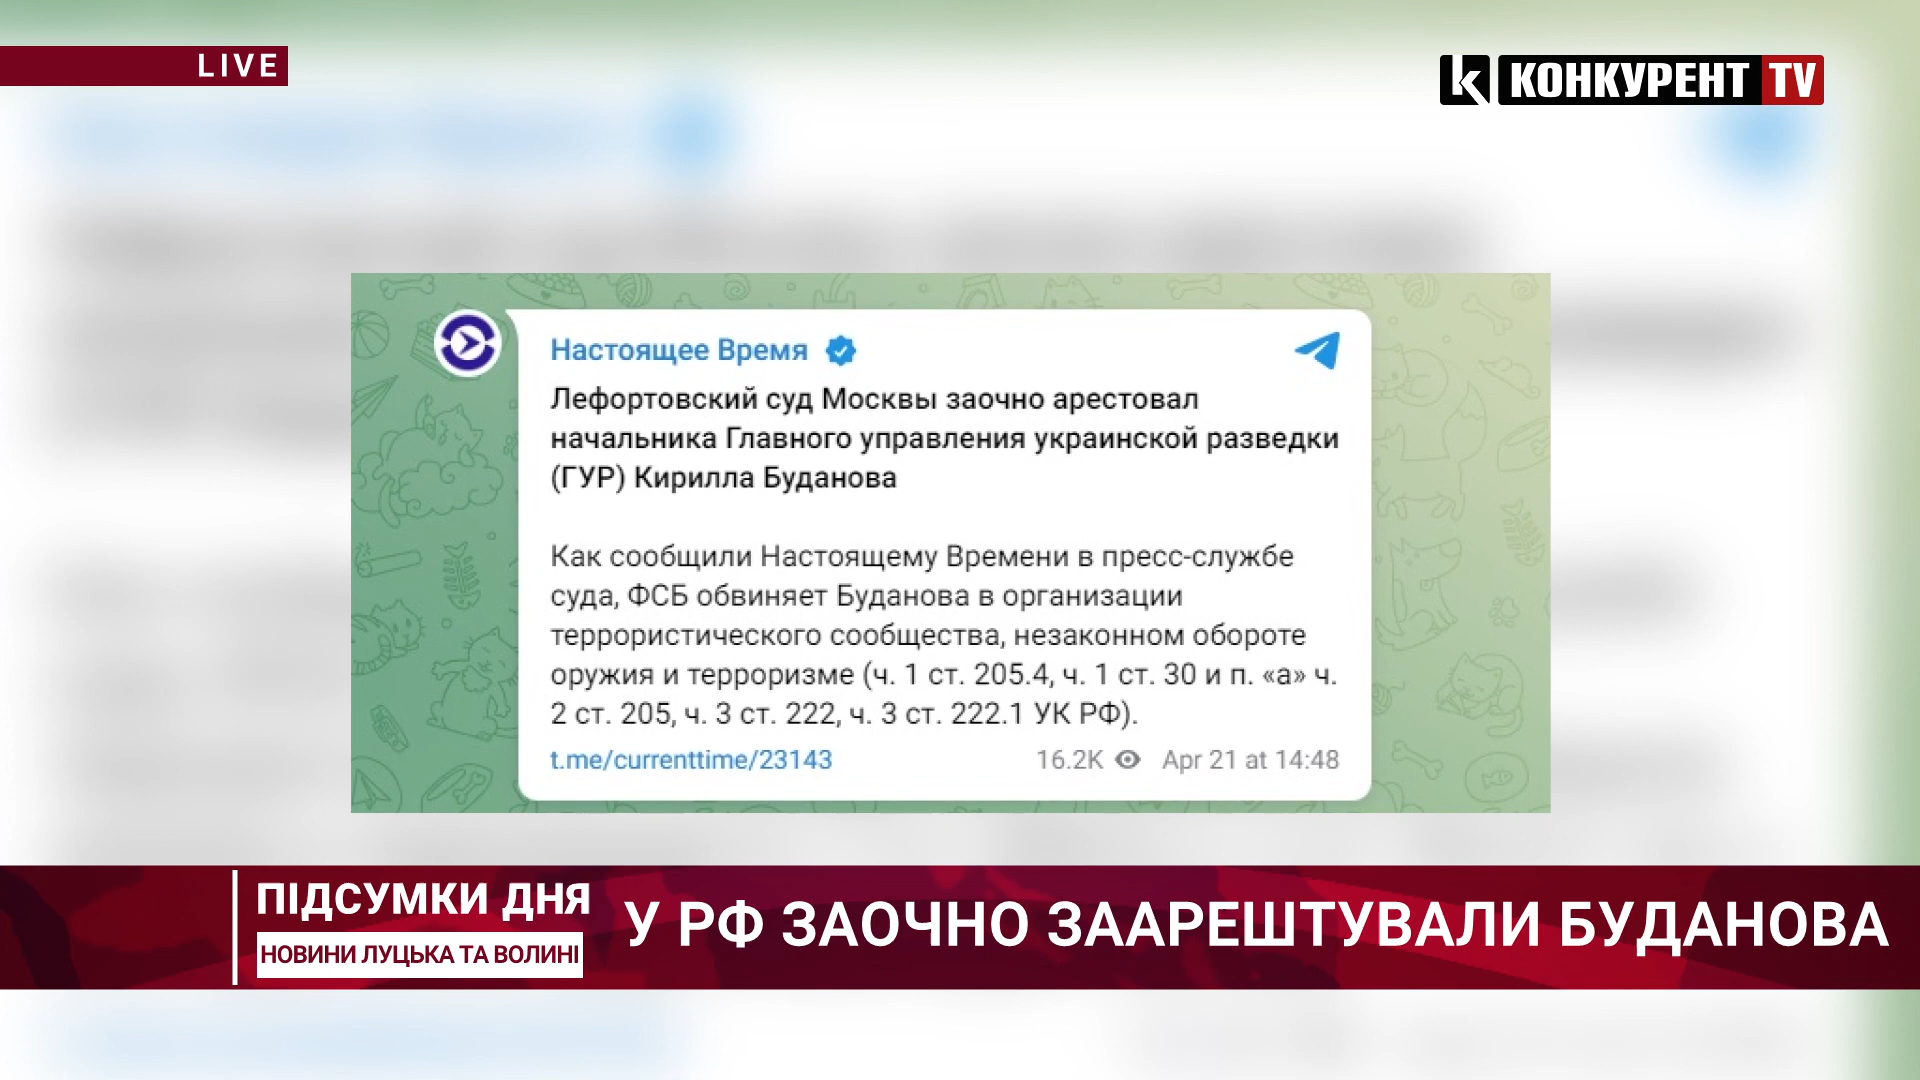 LIVE
КОНКУРЕНТ TV
Настоящее Время
Лефортовский суд Москвы заочно арестовал
начальника Главного управления украинской разведки
(ГУР) Кирилла Буданова
Как сообщили Настоящему Времени в пресс-службе
суда, ФСБ обвиняет Буданова в организации
террористического сообщества, незаконном обороте
оружия и терроризме (ч. 1 ст. 205.4, ч. 1 ст. 30 и п. «а» ч.
2 ст. 205, ч. 3 ст. 222, ч. 3 ст. 222.1 УК РФ).
t.me/currenttime/23143 16.2K Apr 21 at 14:48
ПІДСУМКИ ДНЯ
НОВИНИ ЛУЦЬКА ТА ВОЛИНІ
У РФ ЗАОЧНО ЗААРЕШТУВАЛИ БУДАНОВА